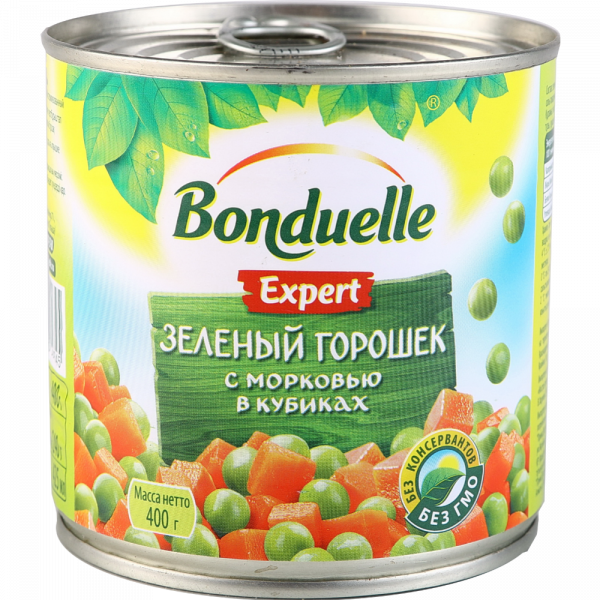 ®
Bonduelle
Expert
ЗЕЛЕНЫЙ ГОРОШЕК
С МОРКОВЬЮ
В КУБИКАХ
БЕЗ КОНСЕРВАНТОВ
БЕЗ ГМО
Масса нетто
400 г